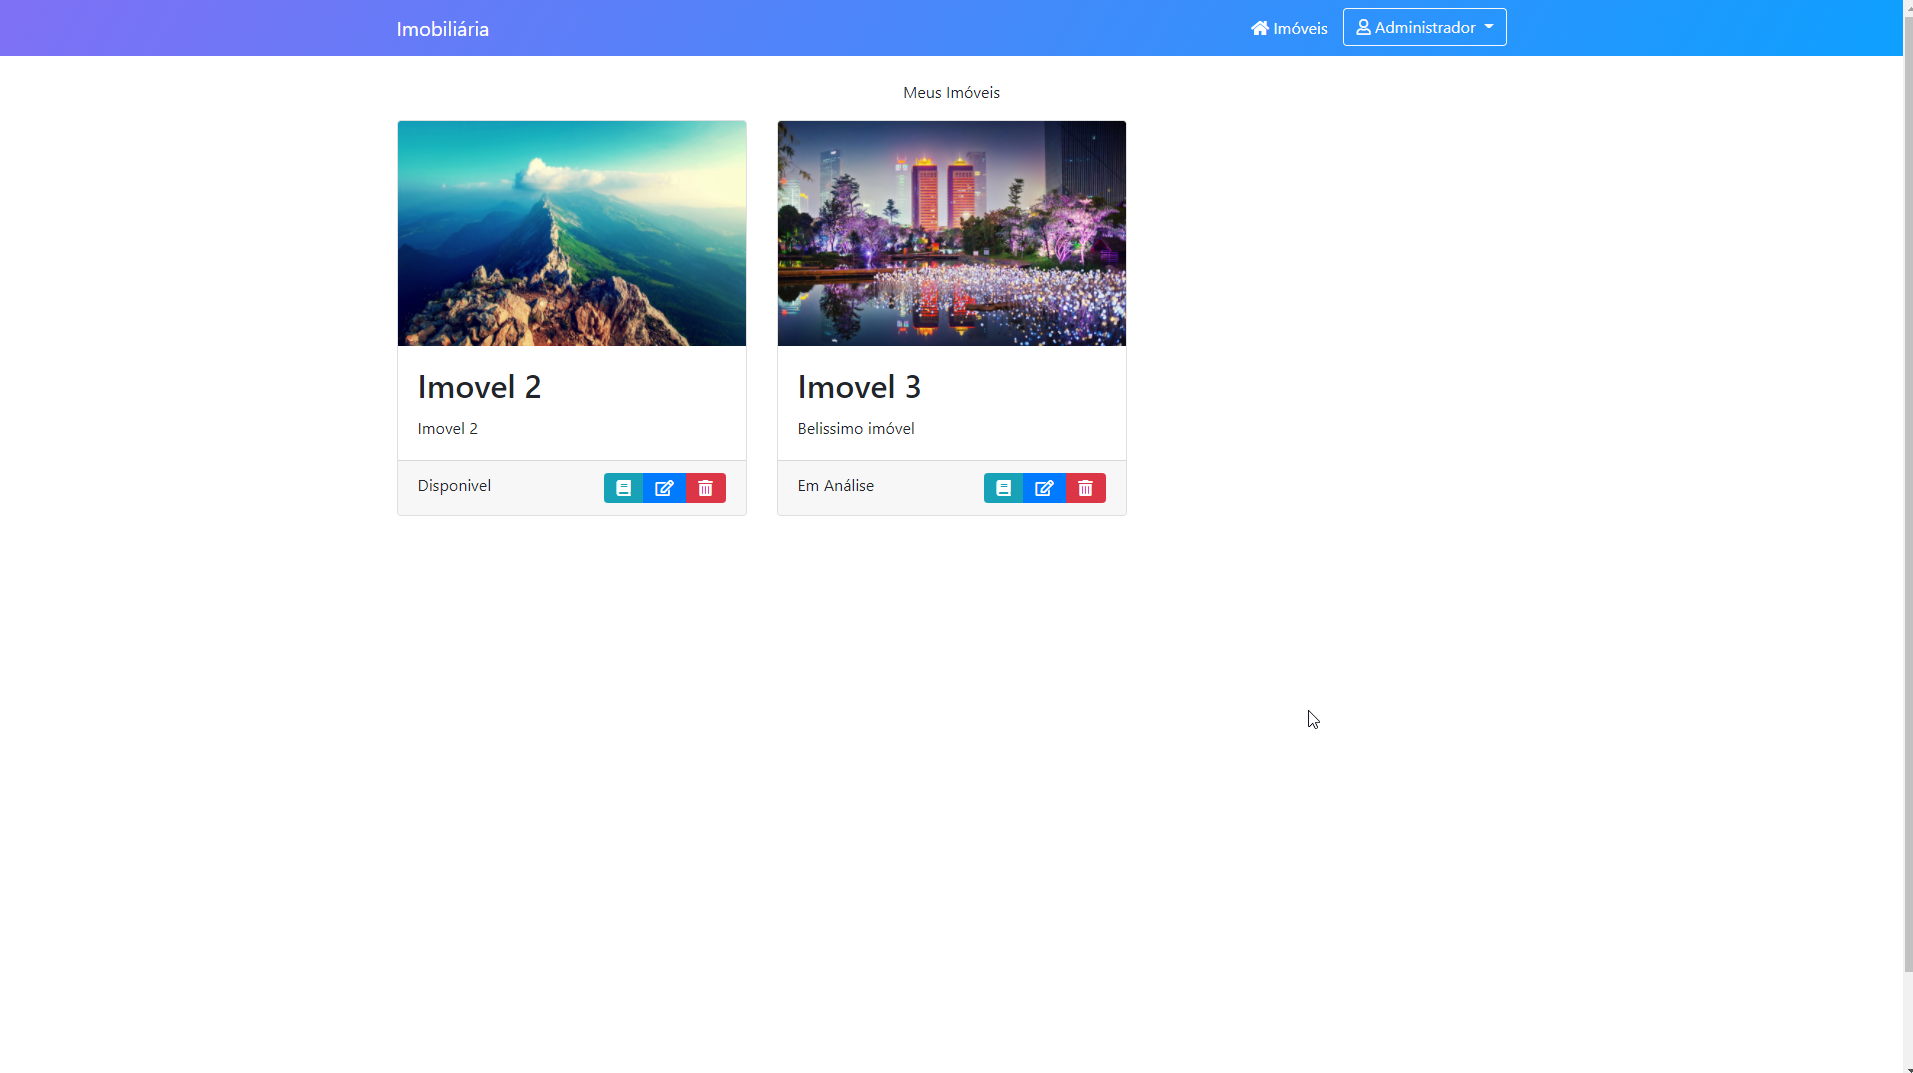 Imobiliária
Imóveis
Administrador
Meus Imóveis
Imovel 2
Imovel 2
Disponivel
Imovel 3
Belissimo imóvel
Em Análise